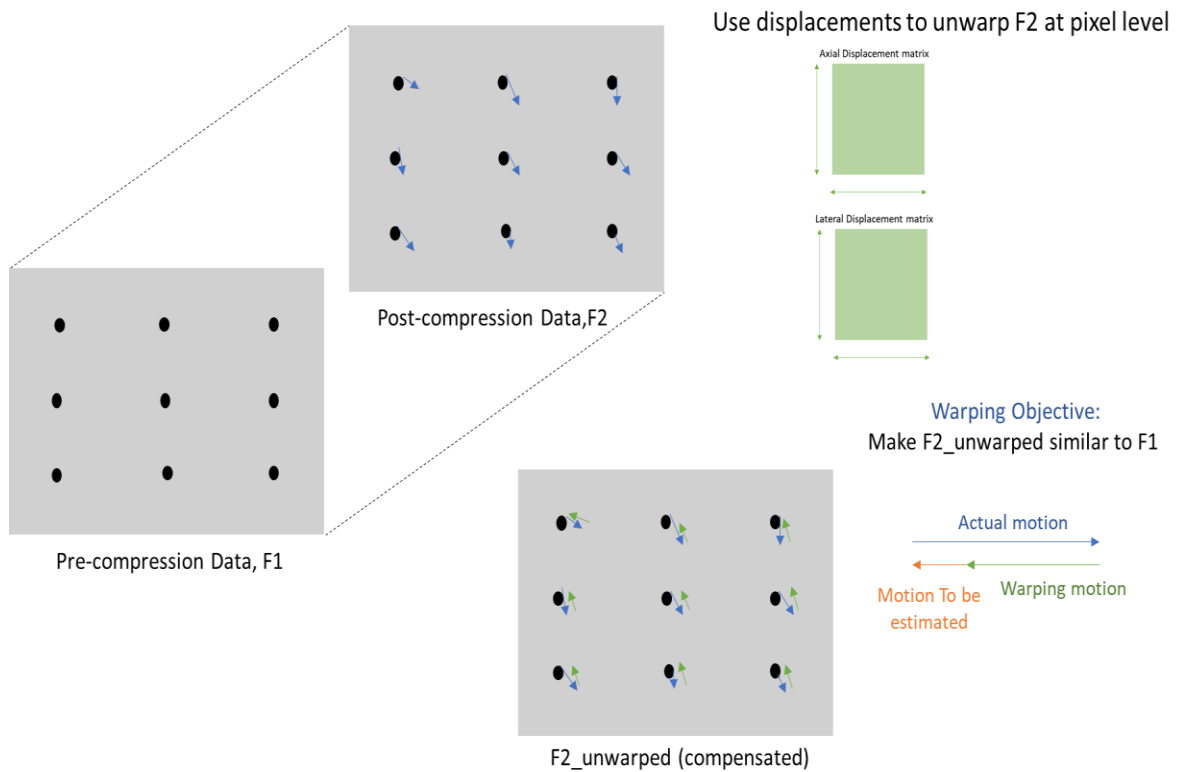 Use displacements to unwarp F2 at pixel level
Axial Displacement matrix
Lateral Displacement matrix
Post-compression Data,F2
Pre-compression Data, F1
Warping Objective:
Make F2_unwarped similar to F1
Actual motion
Motion To be
estimated
Warping motion
F2_unwarped (compensated)